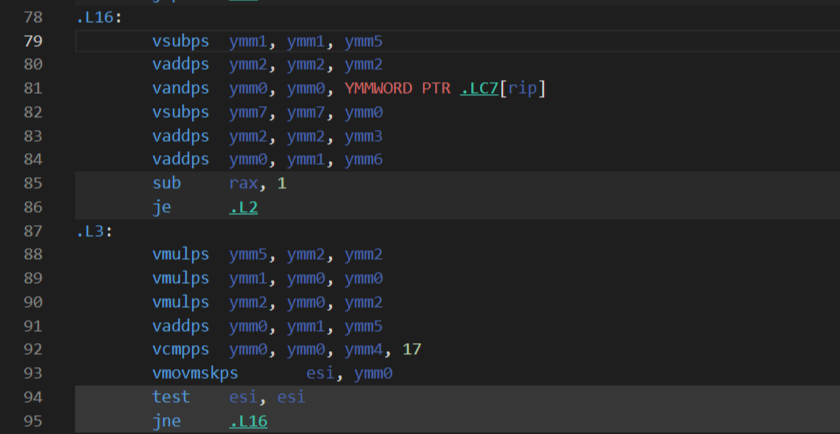 78 .L16:
79 vsubps ymm1, ymm1, ymm5
80 vaddps ymm2, ymm2, ymm2
81 vandps ymm0, ymm0, YMMWORD PTR .LC7[rip]
82 vsubps ymm7, ymm7, ymm0
83 vaddps ymm2, ymm2, ymm3
84 vaddps ymm0, ymm1, ymm6
85 sub rax, 1
86 je .L2
87 .L3:
88 vmulps ymm5, ymm2, ymm2
89 vmulps ymm1, ymm0, ymm0
90 vmulps ymm2, ymm0, ymm2
91 vaddps ymm0, ymm1, ymm5
92 vcmpps ymm0, ymm0, ymm4, 17
93 vmovmskps esi, ymm0
94 test esi, esi
95 jne .L16